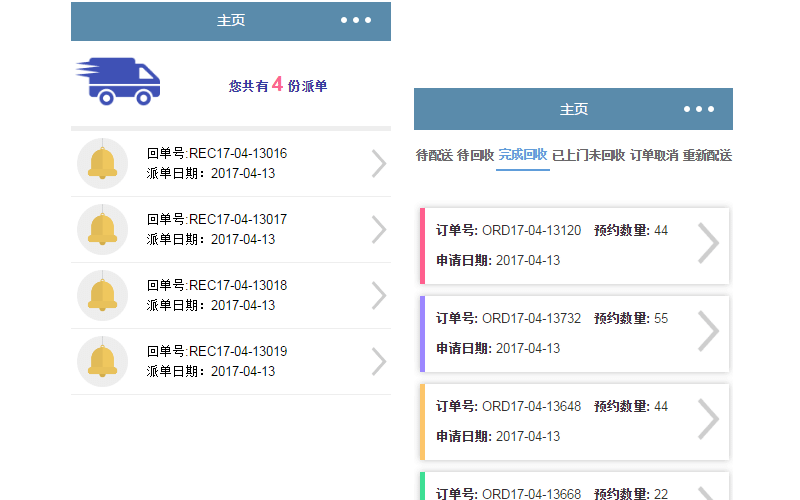 主页
您共有 4 份派单
回单号:REC17-04-13016
派单日期：2017-04-13
回单号:REC17-04-13017
派单日期：2017-04-13
回单号:REC17-04-13018
派单日期：2017-04-13
回单号:REC17-04-13019
派单日期：2017-04-13
主页
待配送 待回收 完成回收 已上门未回收 订单取消 重新配送
订单号: ORD17-04-13120 预约数量: 44
申请日期: 2017-04-13
订单号: ORD17-04-13732 预约数量: 55
申请日期: 2017-04-13
订单号: ORD17-04-13648 预约数量: 44
申请日期: 2017-04-13
订单号: ORD17-04-13668 预约数量: 22